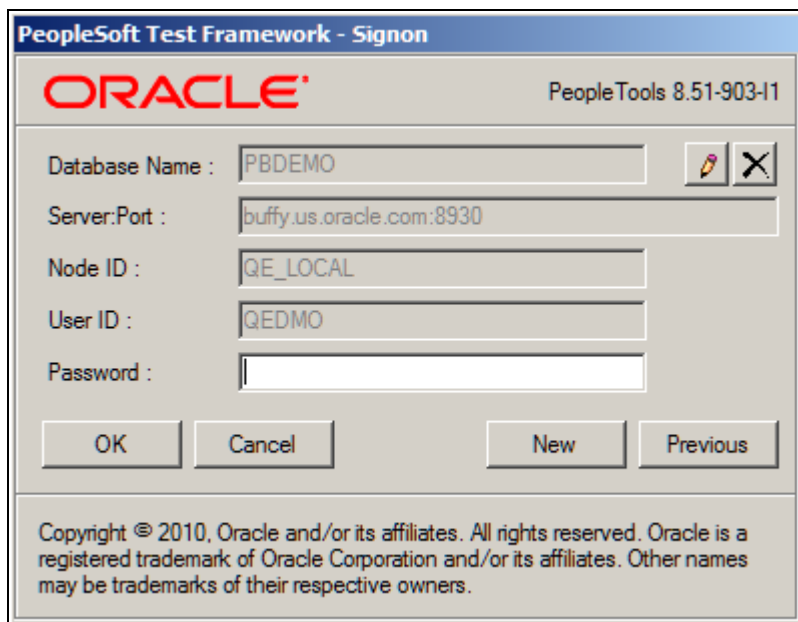 PeopleSoft Test Framework - Signon
ORACLE' PeopleTools 8.51-903-I1
Database Name : PBDEMO
Server:Port : buffy.us.oracle.com:8930
Node ID : QE_LOCAL
User ID : QEDMO
Password :
OK Cancel New Previous
Copyright © 2010, Oracle and/or its affiliates. All rights reserved. Oracle is a
registered trademark of Oracle Corporation and/or its affiliates. Other names
may be trademarks of their respective owners.